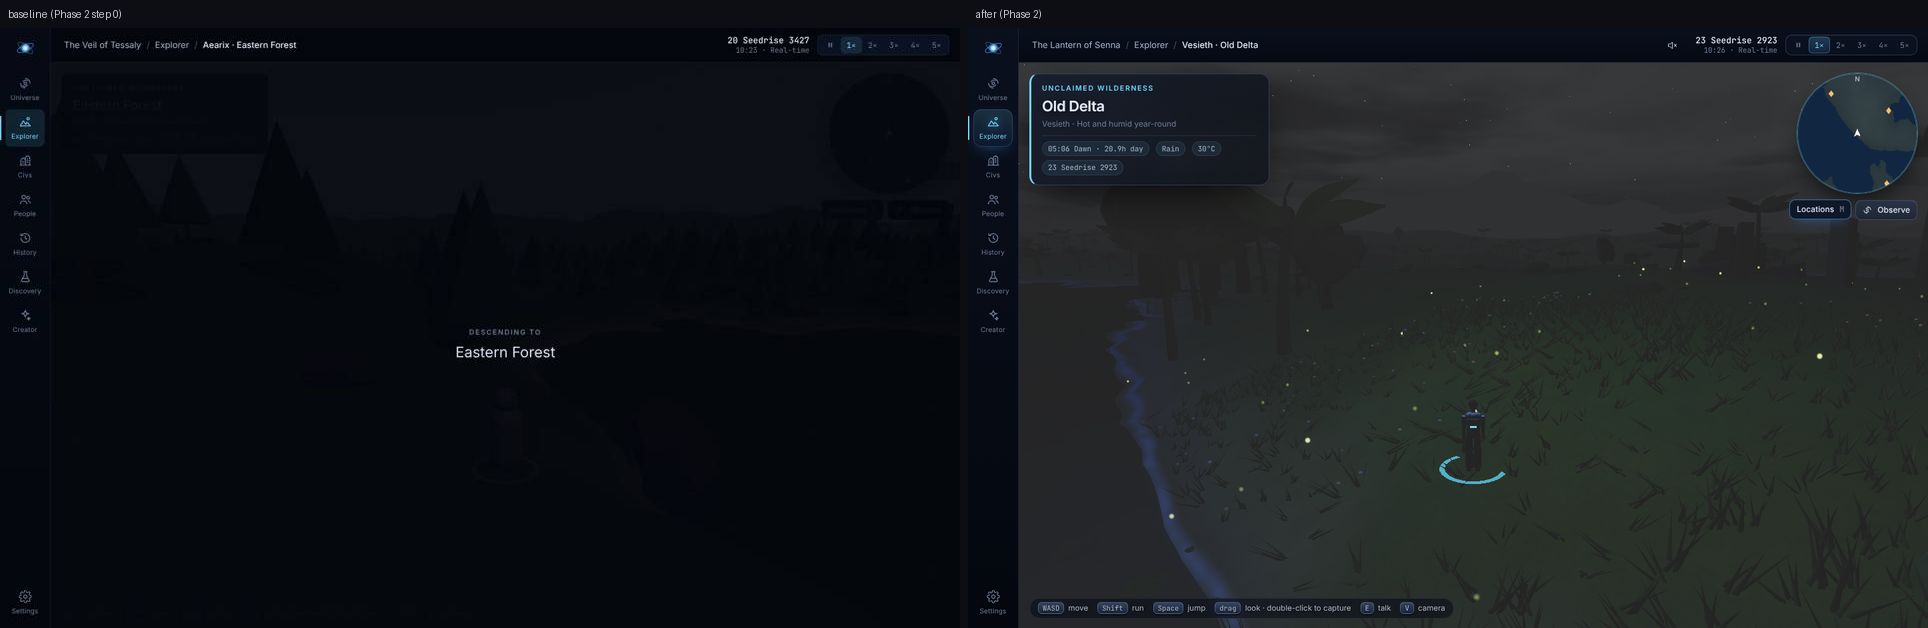 baseline (Phase 2 step 0)
The Veil of Tessaly / Explorer / Aearix · Eastern Forest
20 Seedrise 3427
10:23 · Real-time
1× 2× 3× 4× 5×
Universe
Explorer
Civs
People
History
Discovery
Creator
Settings
Eastern Forest
DESCENDING TO
Eastern Forest
after (Phase 2)
The Lantern of Senna / Explorer / Vesieth · Old Delta
23 Seedrise 2923
10:26 · Real-time
1× 2× 3× 4× 5×
Universe
Explorer
Civs
People
History
Discovery
Creator
Settings
UNCLAIMED WILDERNESS
Old Delta
Vesieth · Hot and humid year-round
05:06 Dawn · 20.9h day Rain 30°C
23 Seedrise 2923
N
Locations M Observe
WASD move Shift run Space jump drag look · double-click to capture E talk V camera